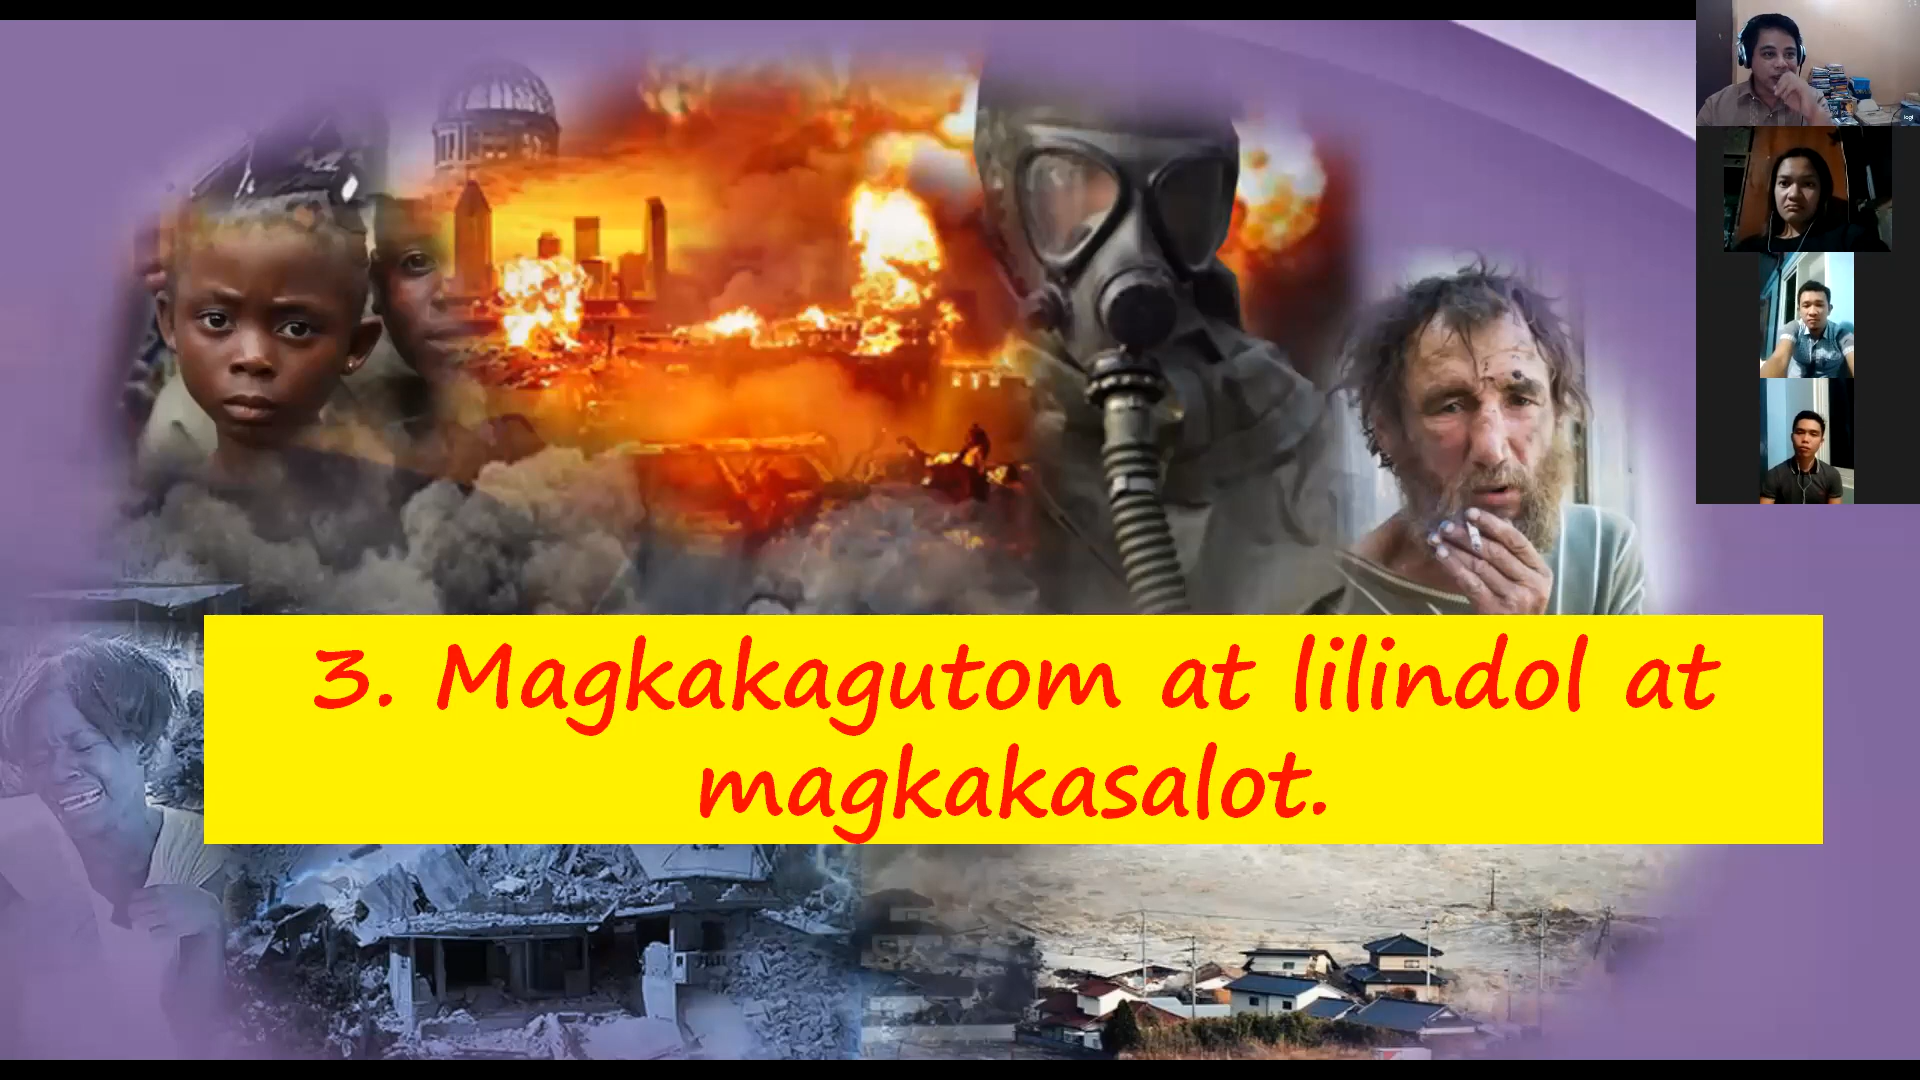 3. Magkakagutom at lilindol at
magkakasalot.